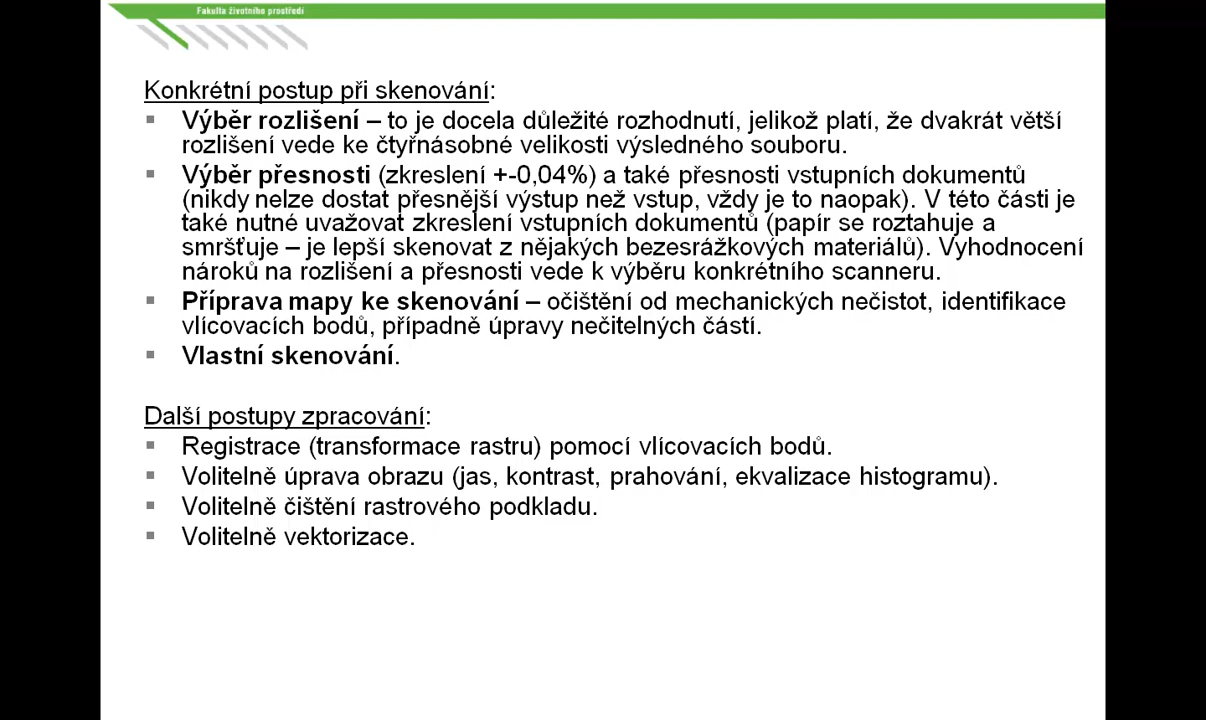 Fakulta životního prostředí
Konkrétní postup při skenování:
▪ Výběr rozlišení – to je docela důležité rozhodnutí, jelikož platí, že dvakrát větší
rozlišení vede ke čtyřnásobné velikosti výsledného souboru.
▪ Výběr přesnosti (zkreslení +-0,04%) a také přesnosti vstupních dokumentů
(nikdy nelze dostat přesnější výstup než vstup, vždy je to naopak). V této části je
také nutné uvažovat zkreslení vstupních dokumentů (papír se roztahuje a
smršťuje – je lepší skenovat z nějakých bezesrážkových materiálů). Vyhodnocení
nároků na rozlišení a přesnosti vede k výběru konkrétního scanneru.
▪ Příprava mapy ke skenování – očištění od mechanických nečistot, identifikace
vlícovacích bodů, případně úpravy nečitelných částí.
▪ Vlastní skenování.
Další postupy zpracování:
▪ Registrace (transformace rastru) pomocí vlícovacích bodů.
▪ Volitelně úprava obrazu (jas, kontrast, prahování, ekvalizace histogramu).
▪ Volitelně čištění rastrového podkladu.
▪ Volitelně vektorizace.